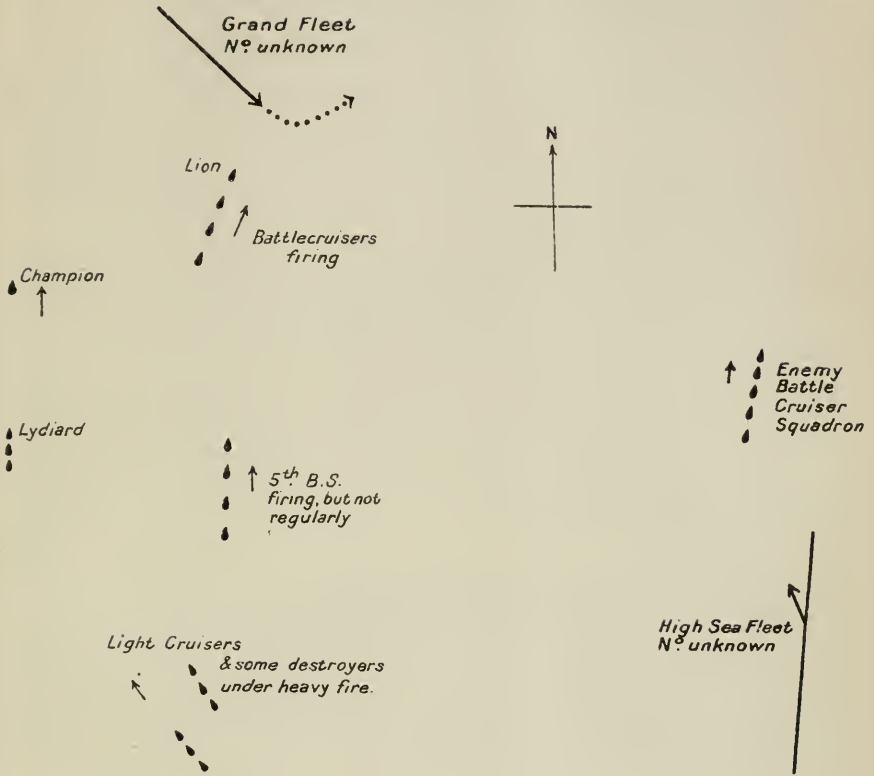 Grand Fleet
Nº unknown
N
Lion
Battlecruisers
firing
Champion
Enemy
Battle
Cruiser
Squadron
Lydiard
5th B.S.
firing, but not
regularly
High Sea Fleet
Nº unknown
Light Cruisers
& some destroyers
under heavy fire.